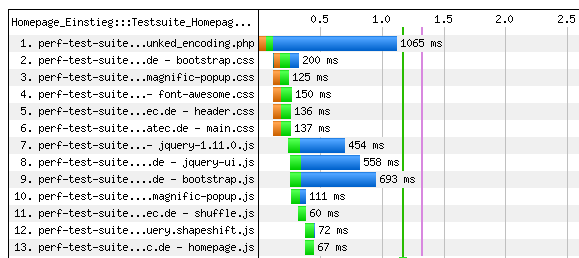 Homepage_Einstieg:::Testsuite_Homepag... 0.5 1.0 1.5 2.0 2.5
1. perf-test-suite...unked_encoding.php 1065 ms
2. perf-test-suite...de - bootstrap.css 200 ms
3. perf-test-suite...magnific-popup.css 125 ms
4. perf-test-suite...- font-awesome.css 150 ms
5. perf-test-suite...ec.de - header.css 136 ms
6. perf-test-suite...atec.de - main.css 137 ms
7. perf-test-suite...- jquery-1.11.0.js 454 ms
8. perf-test-suite....de - jquery-ui.js 558 ms
9. perf-test-suite....de - bootstrap.js 693 ms
10. perf-test-suite....magnific-popup.js 111 ms
11. perf-test-suite...ec.de - shuffle.js 60 ms
12. perf-test-suite...uery.shapeshift.js 72 ms
13. perf-test-suite...c.de - homepage.js 67 ms